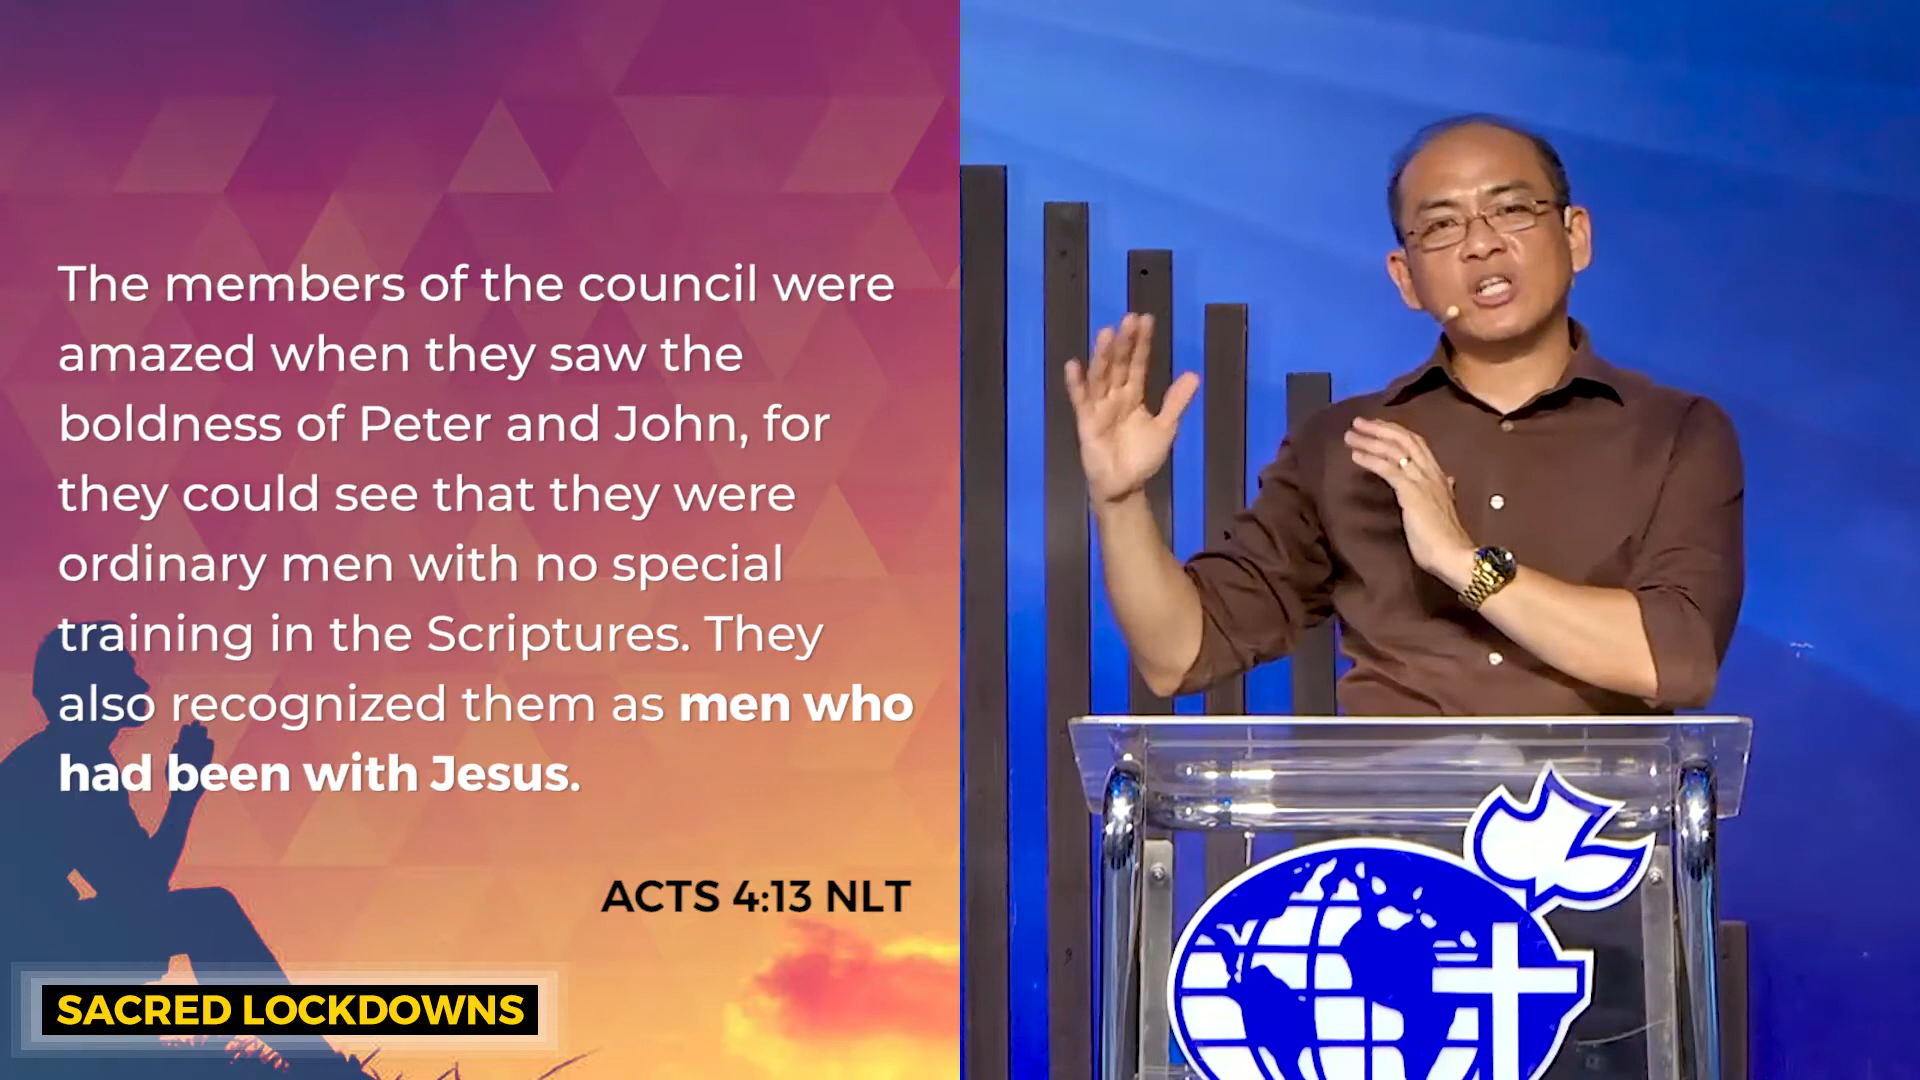 The members of the council were
amazed when they saw the
boldness of Peter and John, for
they could see that they were
ordinary men with no special
training in the Scriptures. They
also recognized them as men who
had been with Jesus.
ACTS 4:13 NLT
SACRED LOCKDOWNS